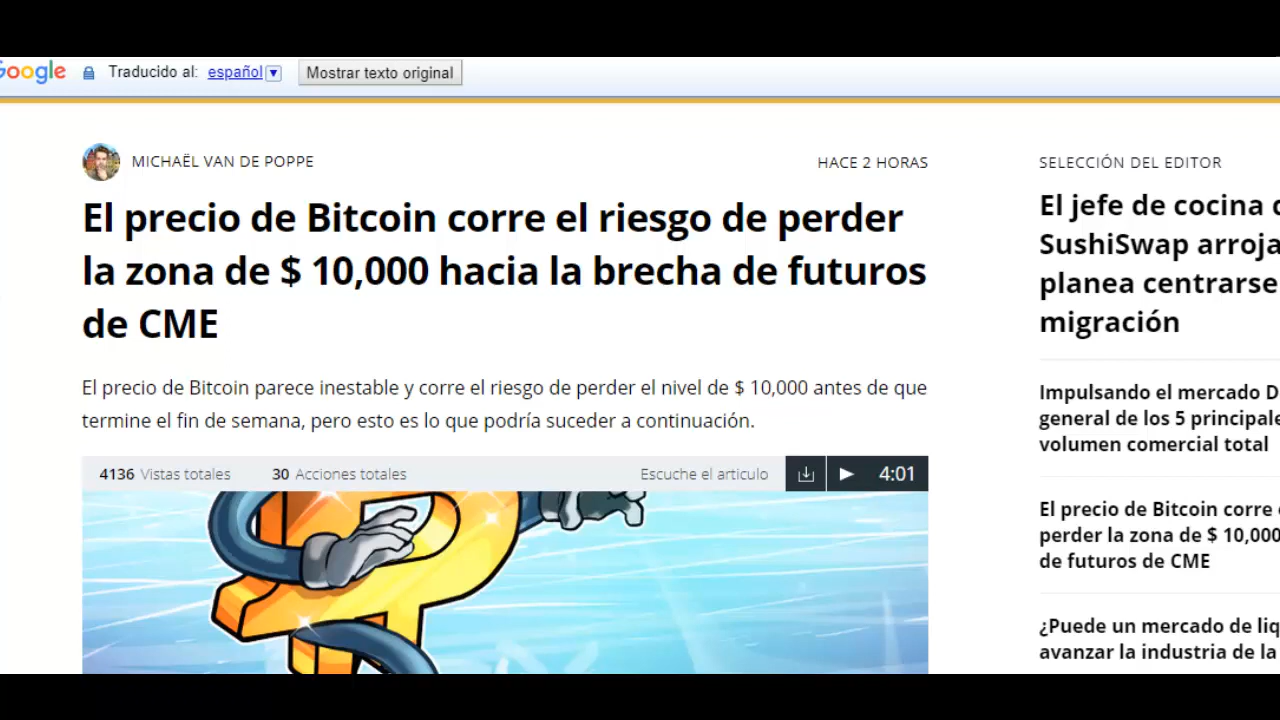 Google Traducido al: español Mostrar texto original
MICHAËL VAN DE POPPE
HACE 2 HORAS
El precio de Bitcoin corre el riesgo de perder
la zona de $ 10,000 hacia la brecha de futuros
de CME
El precio de Bitcoin parece inestable y corre el riesgo de perder el nivel de $ 10,000 antes de que
termine el fin de semana, pero esto es lo que podría suceder a continuación.
4136 Vistas totales 30 Acciones totales Escuche el articulo 4:01
SELECCIÓN DEL EDITOR
El jefe de cocina
SushiSwap arroja
planea centrarse
migración
Impulsando el mercado D
general de los 5 principale
volumen comercial total
El precio de Bitcoin corre
perder la zona de $ 10,000
de futuros de CME
¿Puede un mercado de liq
avanzar la industria de la